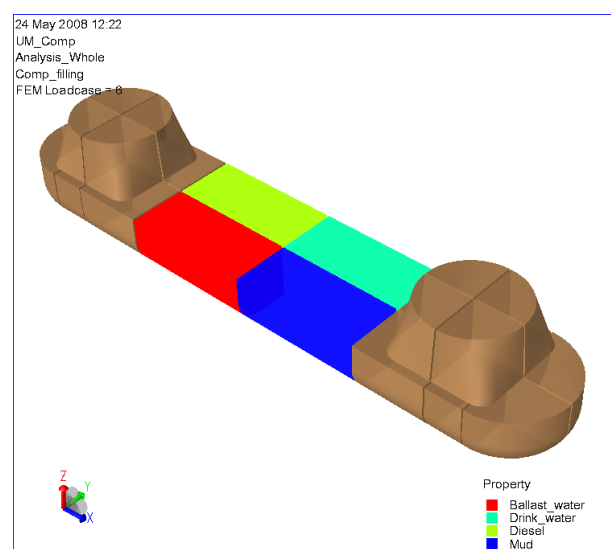 24 May 2008 12:22
UM_Comp
Analysis_Whole
Comp_filling
FEM Loadcase = 6
Z
Y
X
Property
Ballast_water
Drink_water
Diesel
Mud